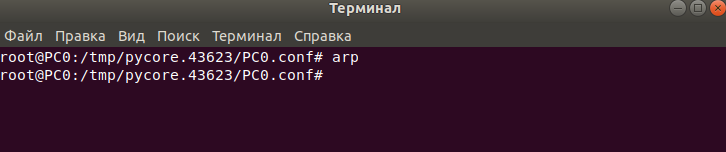 Терминал
Файл Правка Вид Поиск Терминал Справка
root@PC0:/tmp/pycore.43623/PC0.conf# arp
root@PC0:/tmp/pycore.43623/PC0.conf#